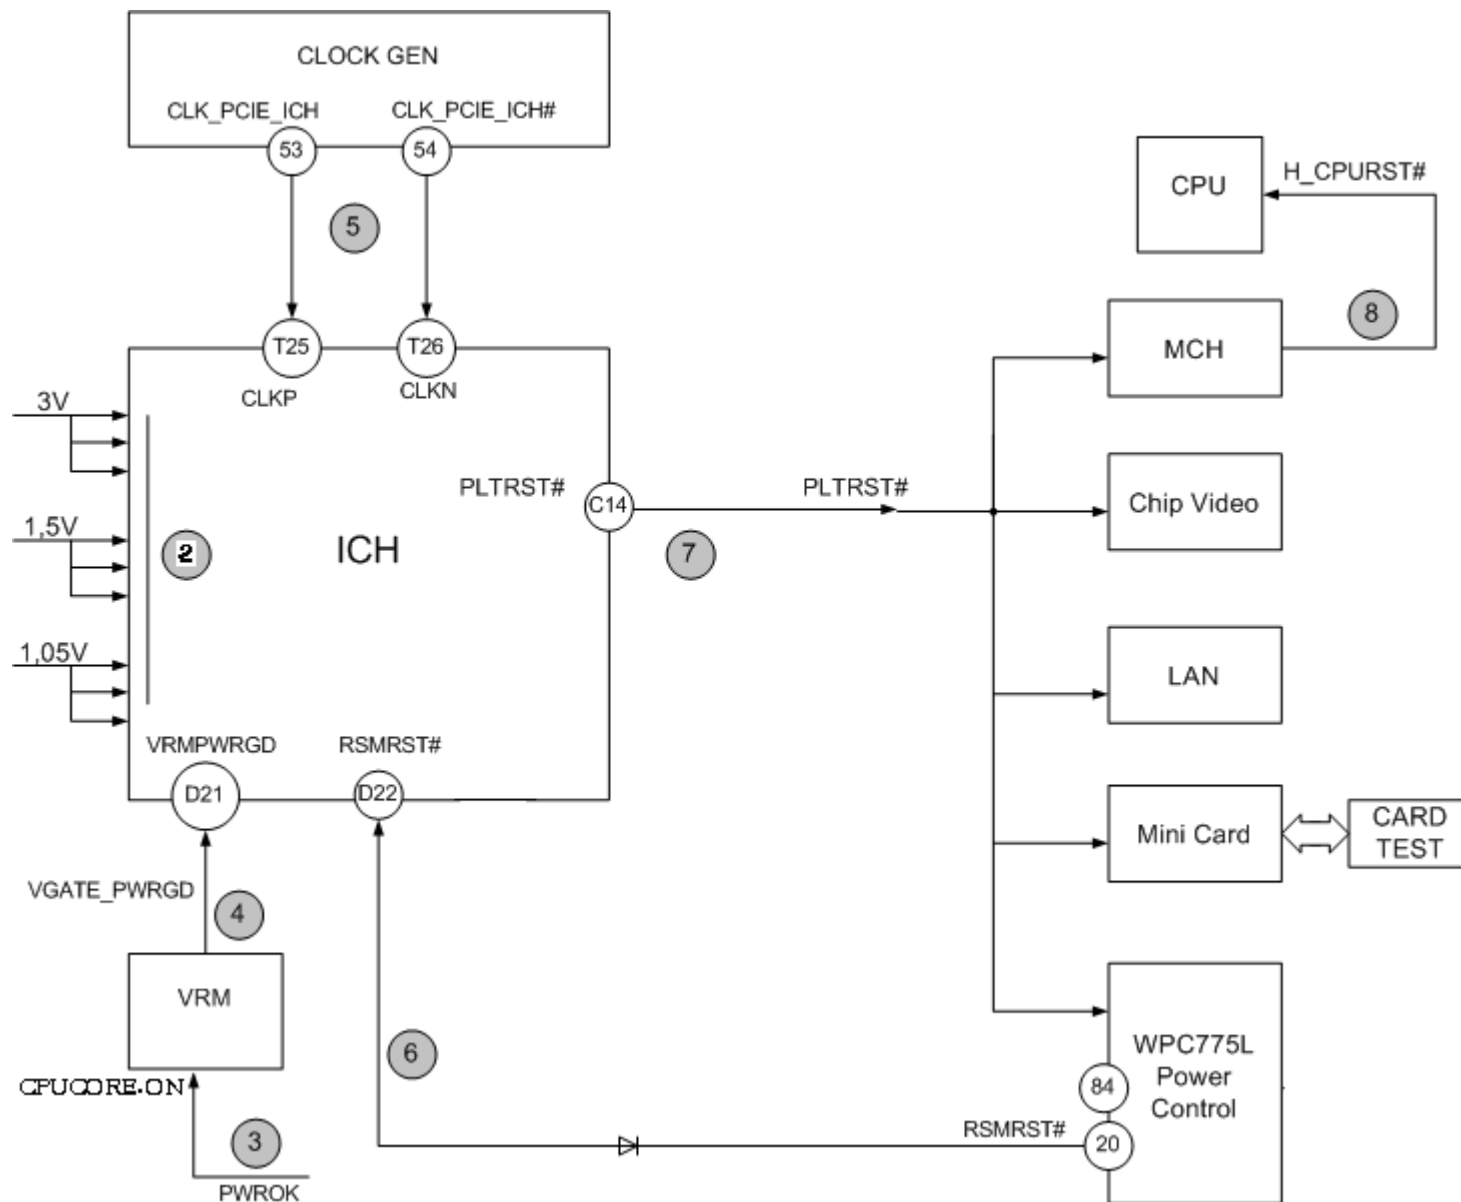 CLOCK GEN
CLK_PCIE_ICH
CLK_PCIE_ICH#
53
54
5
T25
T26
CLKP
CLKN
3V
1,5V
1,05V
2
ICH
PLTRST#
C14
PLTRST#
7
VRMPWRGD
RSMRST#
D21
D22
VGATE_PWRGD
4
VRM
CPUCORE-ON
3
PWROK
6
CPU
H_CPURST#
8
MCH
Chip Video
LAN
Mini Card
CARD
TEST
WPC775L
Power
Control
84
20
RSMRST#